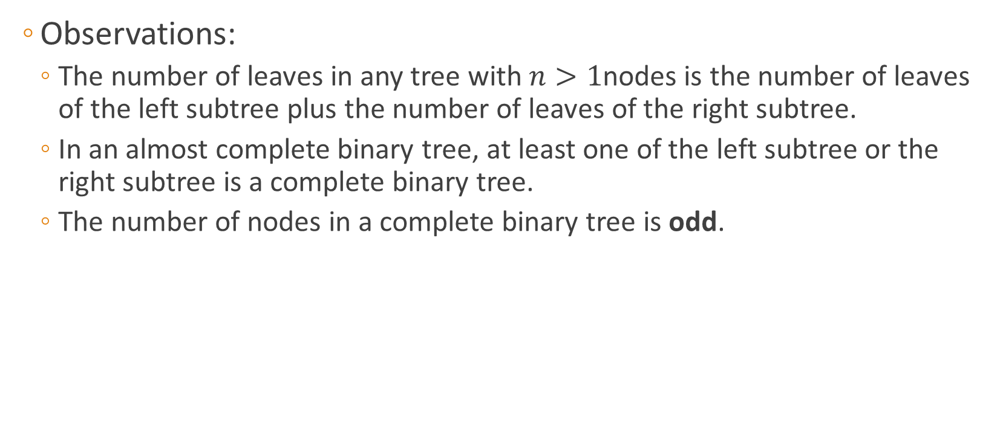 ◦ Observations:
◦ The number of leaves in any tree with 𝑛 > 1nodes is the number of leaves
of the left subtree plus the number of leaves of the right subtree.
◦ In an almost complete binary tree, at least one of the left subtree or the
right subtree is a complete binary tree.
◦ The number of nodes in a complete binary tree is odd.